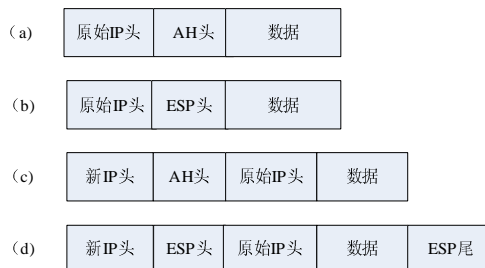 （a） 原始IP头 AH头 数据
（b） 原始IP头 ESP头 数据
（c） 新IP头 AH头 原始IP头 数据
（d） 新IP头 ESP头 原始IP头 数据 ESP尾